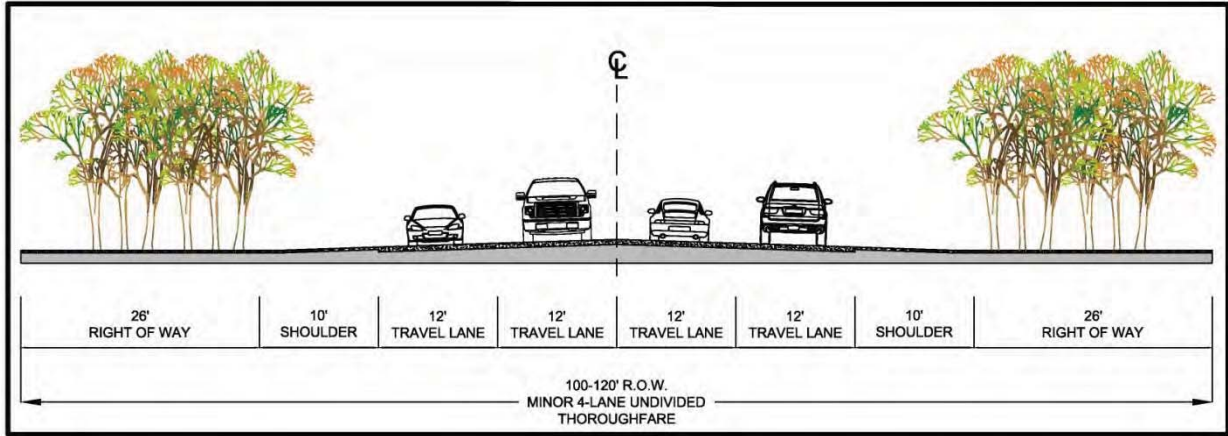 ℄
26'
RIGHT OF WAY
10'
SHOULDER
12'
TRAVEL LANE
12'
TRAVEL LANE
12'
TRAVEL LANE
12'
TRAVEL LANE
10'
SHOULDER
26'
RIGHT OF WAY
100-120' R.O.W.
MINOR 4-LANE UNDIVIDED
THOROUGHFARE